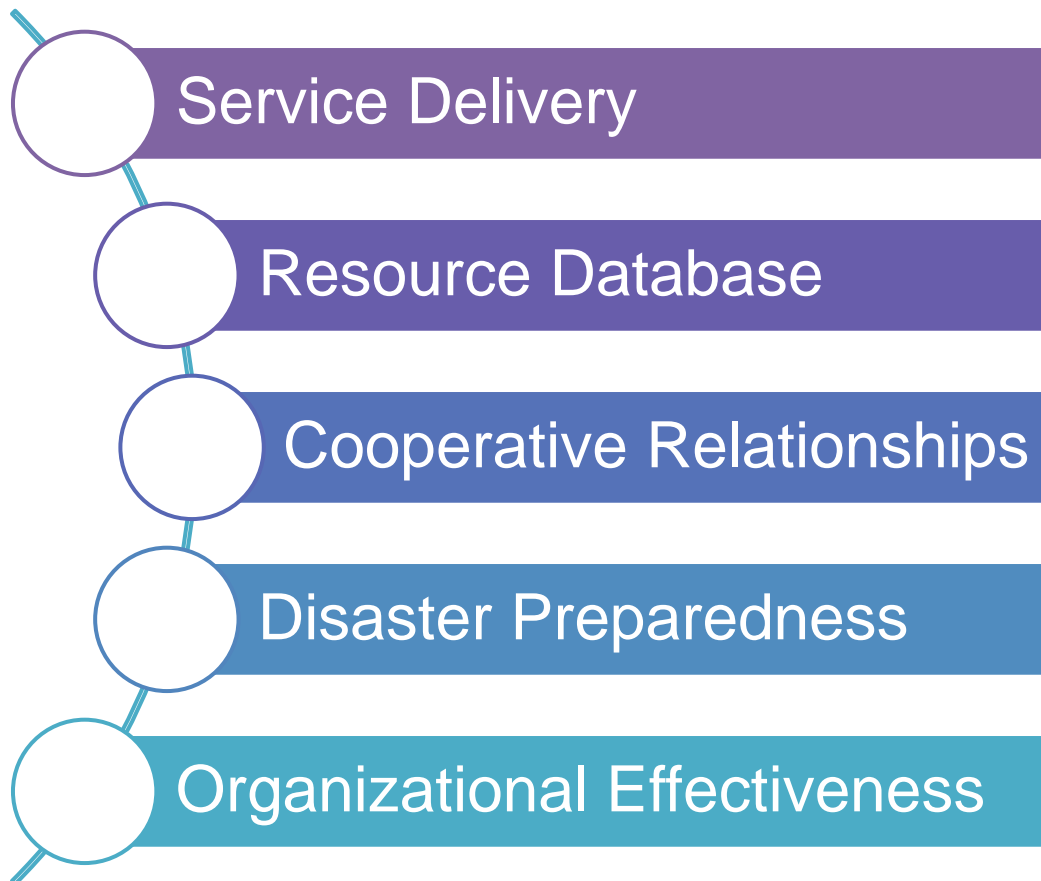 Service Delivery
Resource Database
Cooperative Relationships
Disaster Preparedness
Organizational Effectiveness